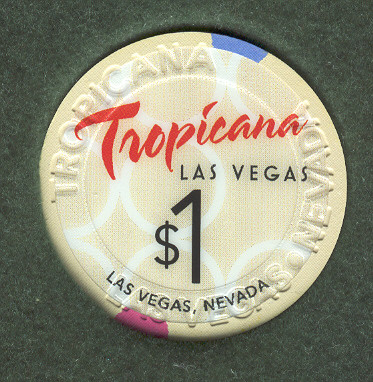 TROPICANA
LAS VEGAS • NEVADA
Tropicana
LAS VEGAS
$1
LAS VEGAS, NEVADA